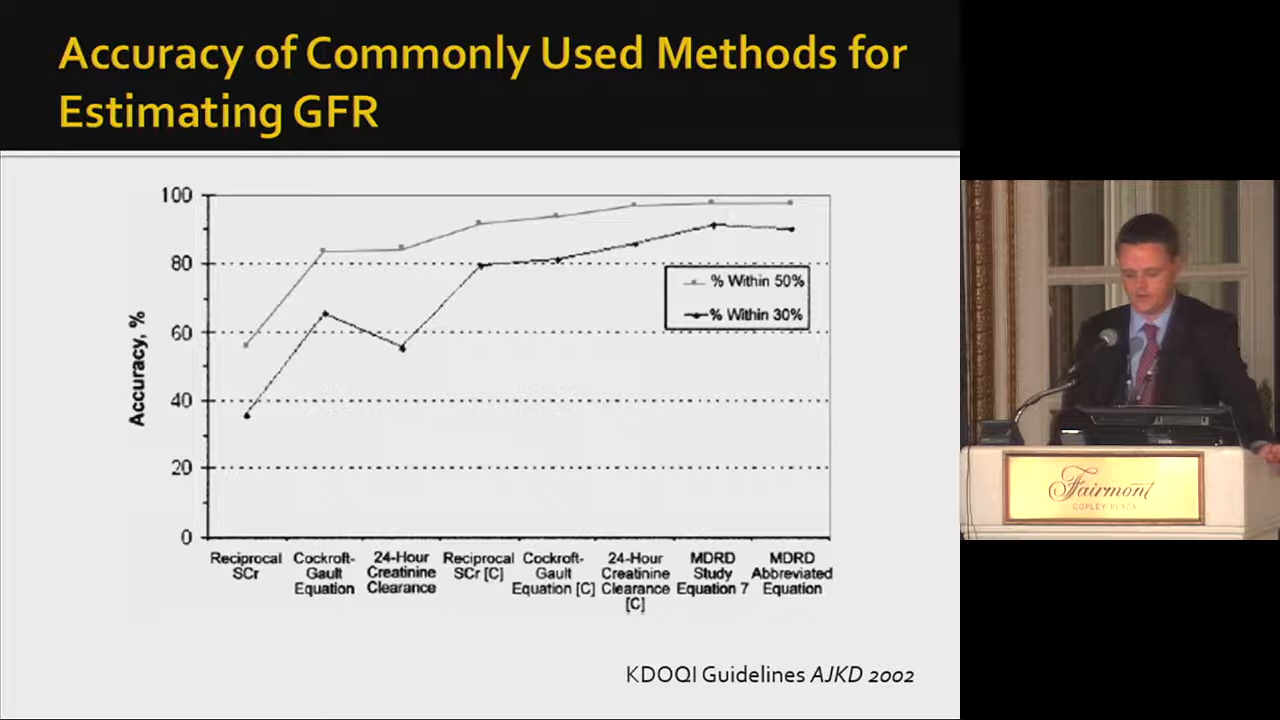 Accuracy of Commonly Used Methods for
Estimating GFR
100
80
60
40
20
0
Accuracy, %
% Within 50%
% Within 30%
Reciprocal
SCr
Cockroft-
Gault
Equation
24-Hour
Creatinine
Clearance
Reciprocal
SCr [C]
Cockroft-
Gault
Equation [C]
24-Hour
Creatinine
Clearance
[C]
MDRD
Study
Equation 7
MDRD
Abbreviated
Equation
KDOQI Guidelines AJKD 2002
Fairmont
COPLEY PLAZA